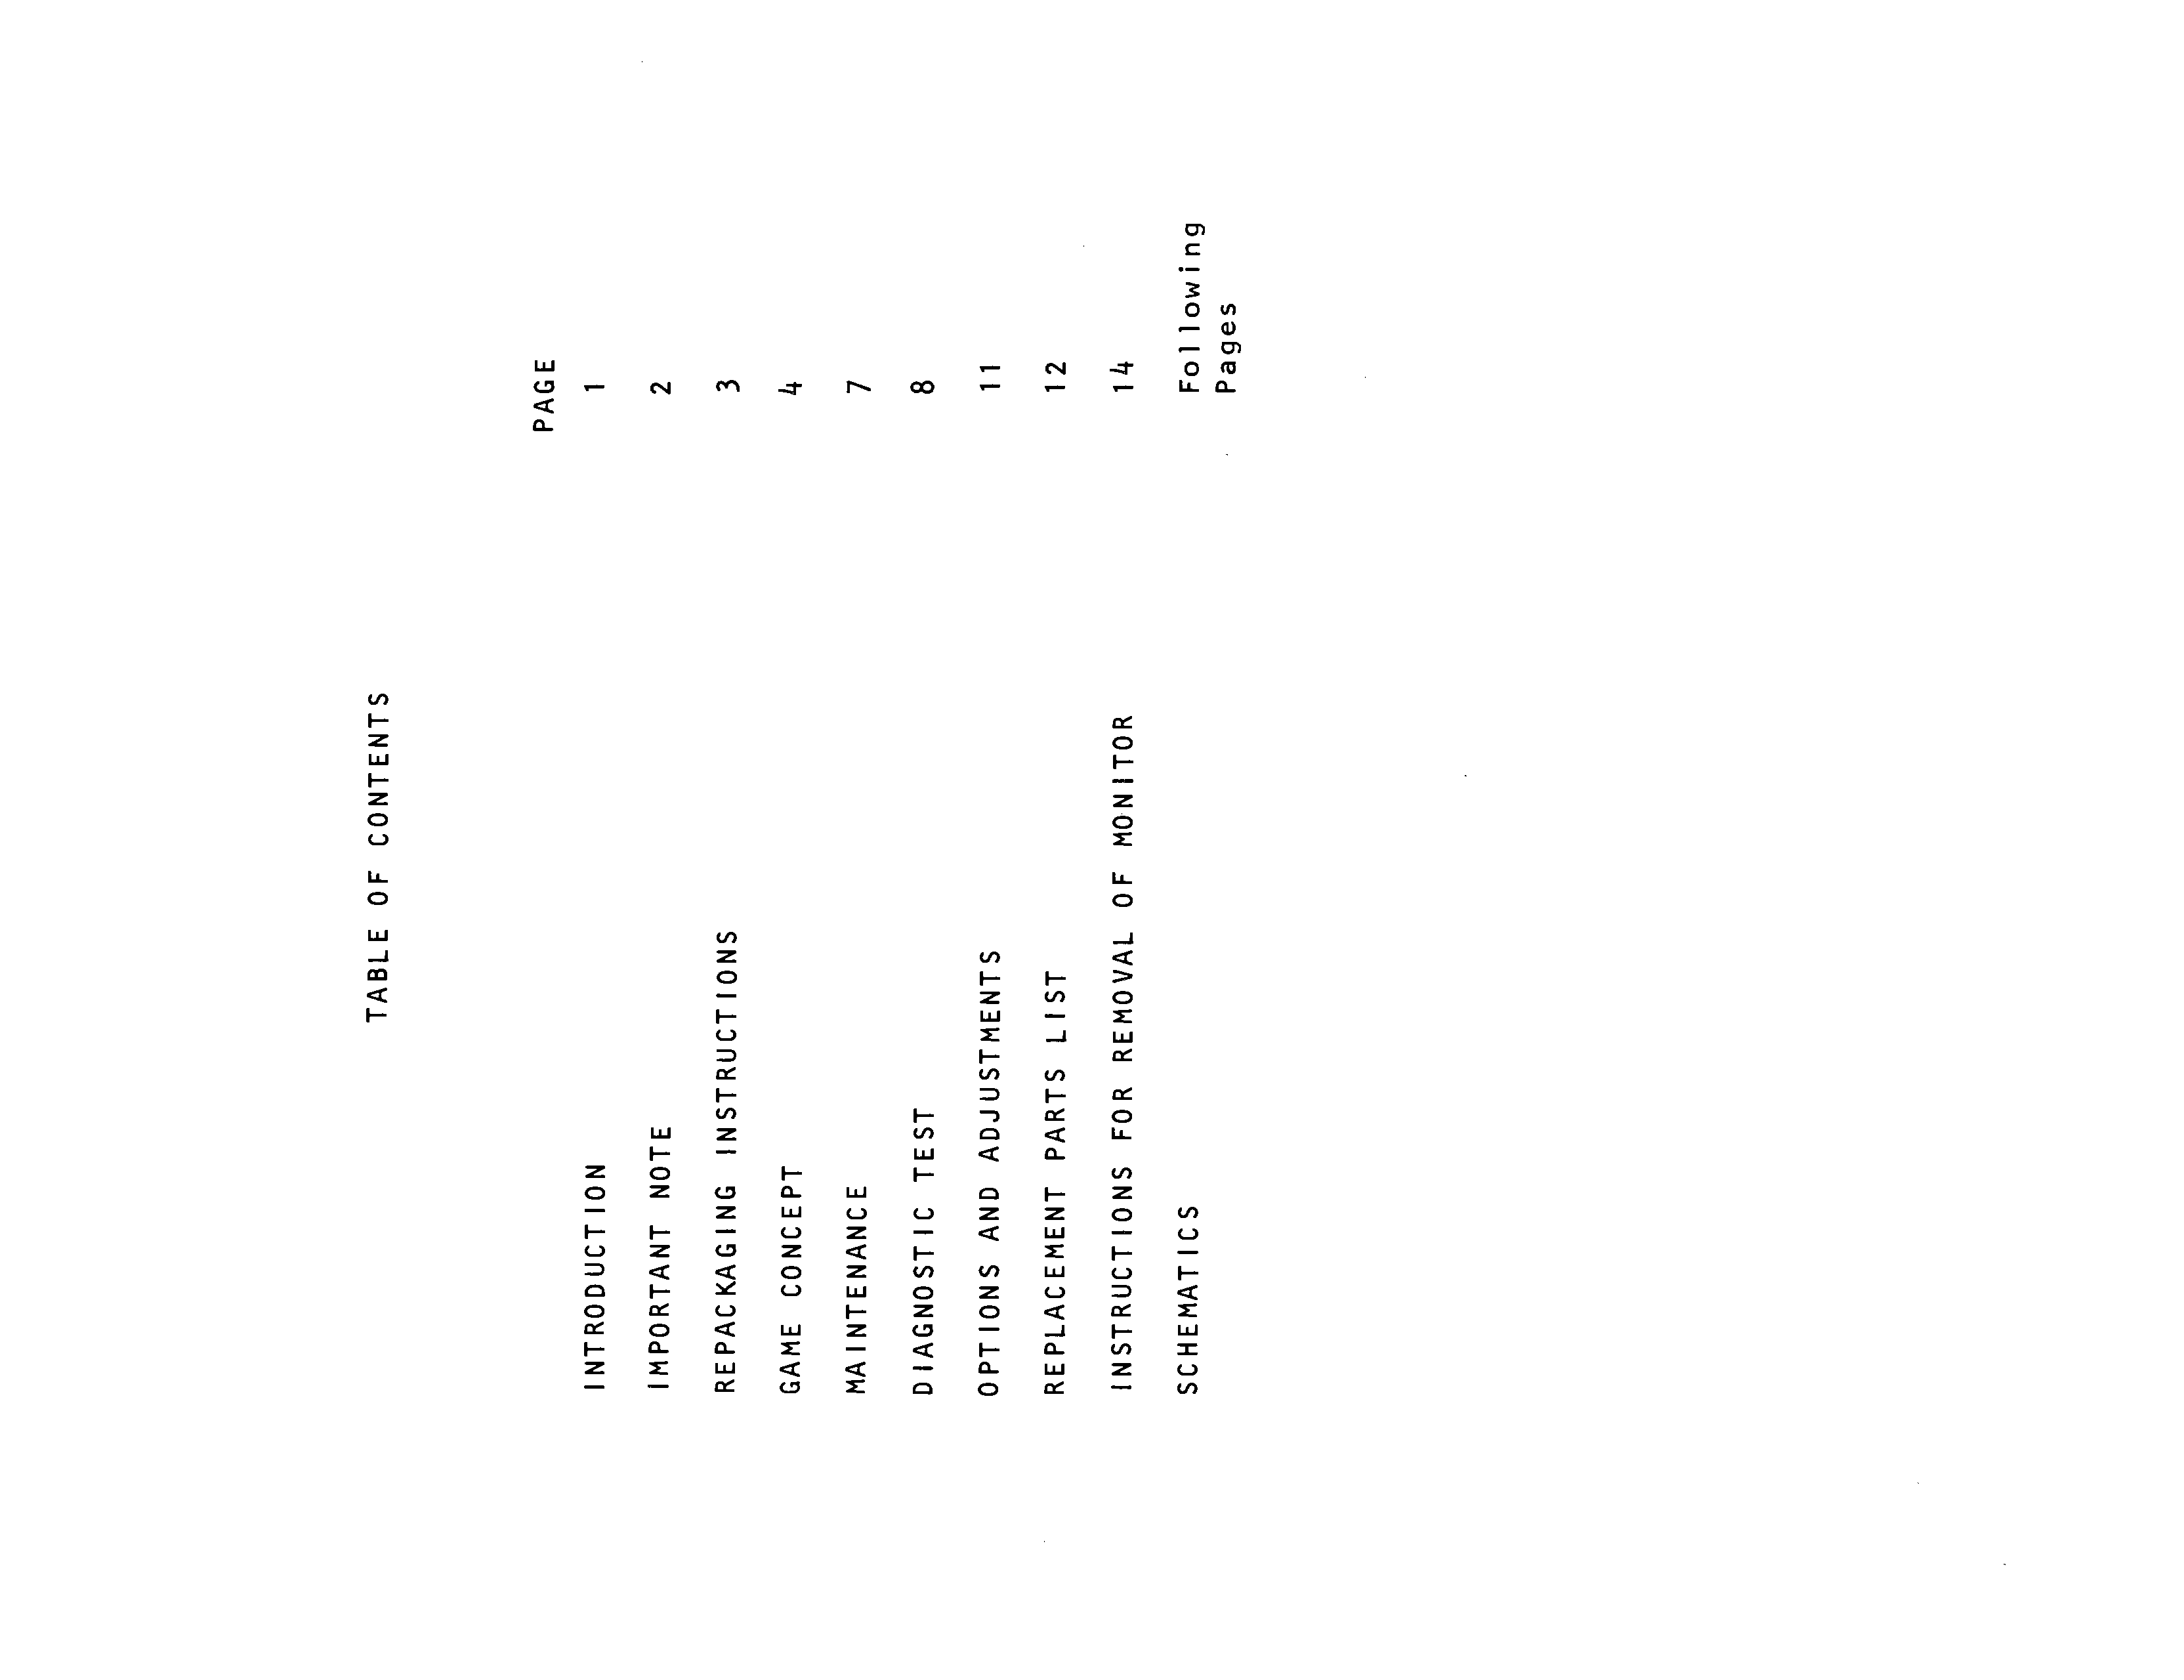 TABLE OF CONTENTS
PAGE
INTRODUCTION 1
IMPORTANT NOTE 2
REPACKAGING INSTRUCTIONS 3
GAME CONCEPT 4
MAINTENANCE 7
DIAGNOSTIC TEST 8
OPTIONS AND ADJUSTMENTS 11
REPLACEMENT PARTS LIST 12
INSTRUCTIONS FOR REMOVAL OF MONITOR 14
SCHEMATICS Following
Pages